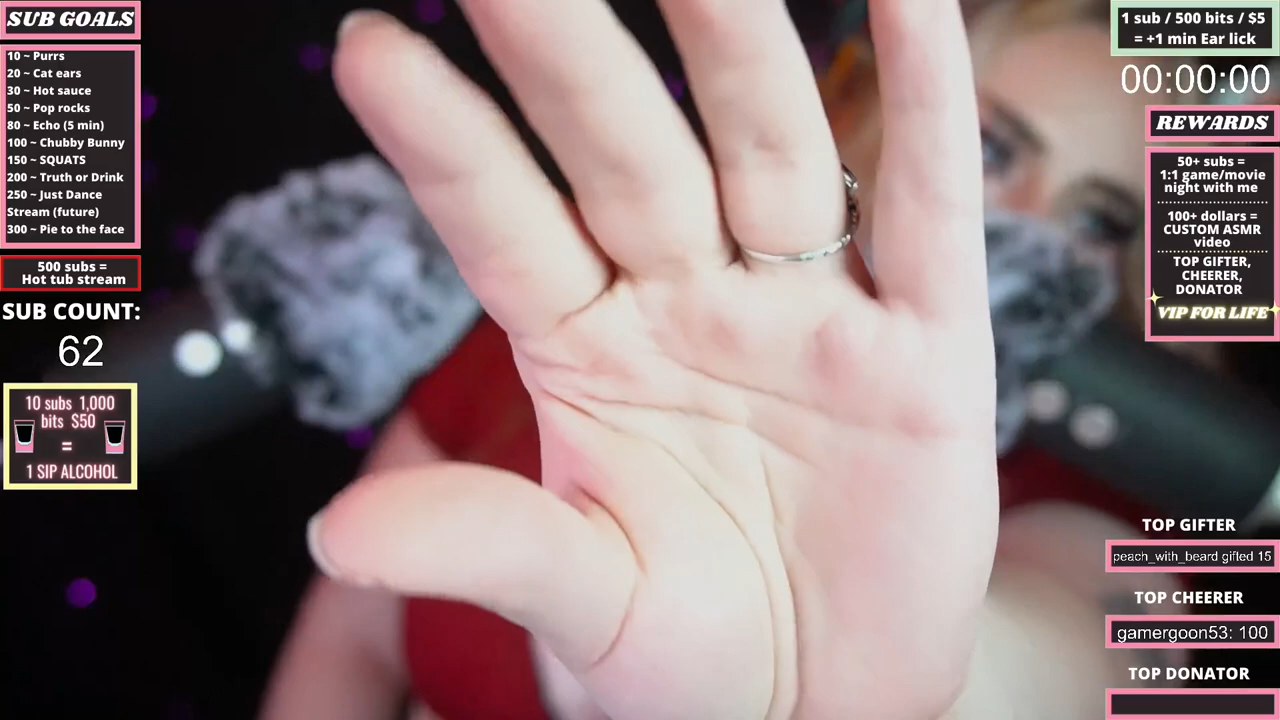 SUB GOALS
10 ~ Purrs
20 ~ Cat ears
30 ~ Hot sauce
50 ~ Pop rocks
80 ~ Echo (5 min)
100 ~ Chubby Bunny
150 ~ SQUATS
200 ~ Truth or Drink
250 ~ Just Dance
Stream (future)
300 ~ Pie to the face
500 subs =
Hot tub stream
SUB COUNT:
62
10 subs 1,000
bits $50
=
1 SIP ALCOHOL
1 sub / 500 bits / $5
= +1 min Ear lick
00:00:00
REWARDS
50+ subs =
1:1 game/movie
night with me
100+ dollars =
CUSTOM ASMR
video
TOP GIFTER,
CHEERER,
DONATOR
VIP FOR LIFE
TOP GIFTER
peach_with_beard gifted 15
TOP CHEERER
gamergoon53: 100
TOP DONATOR